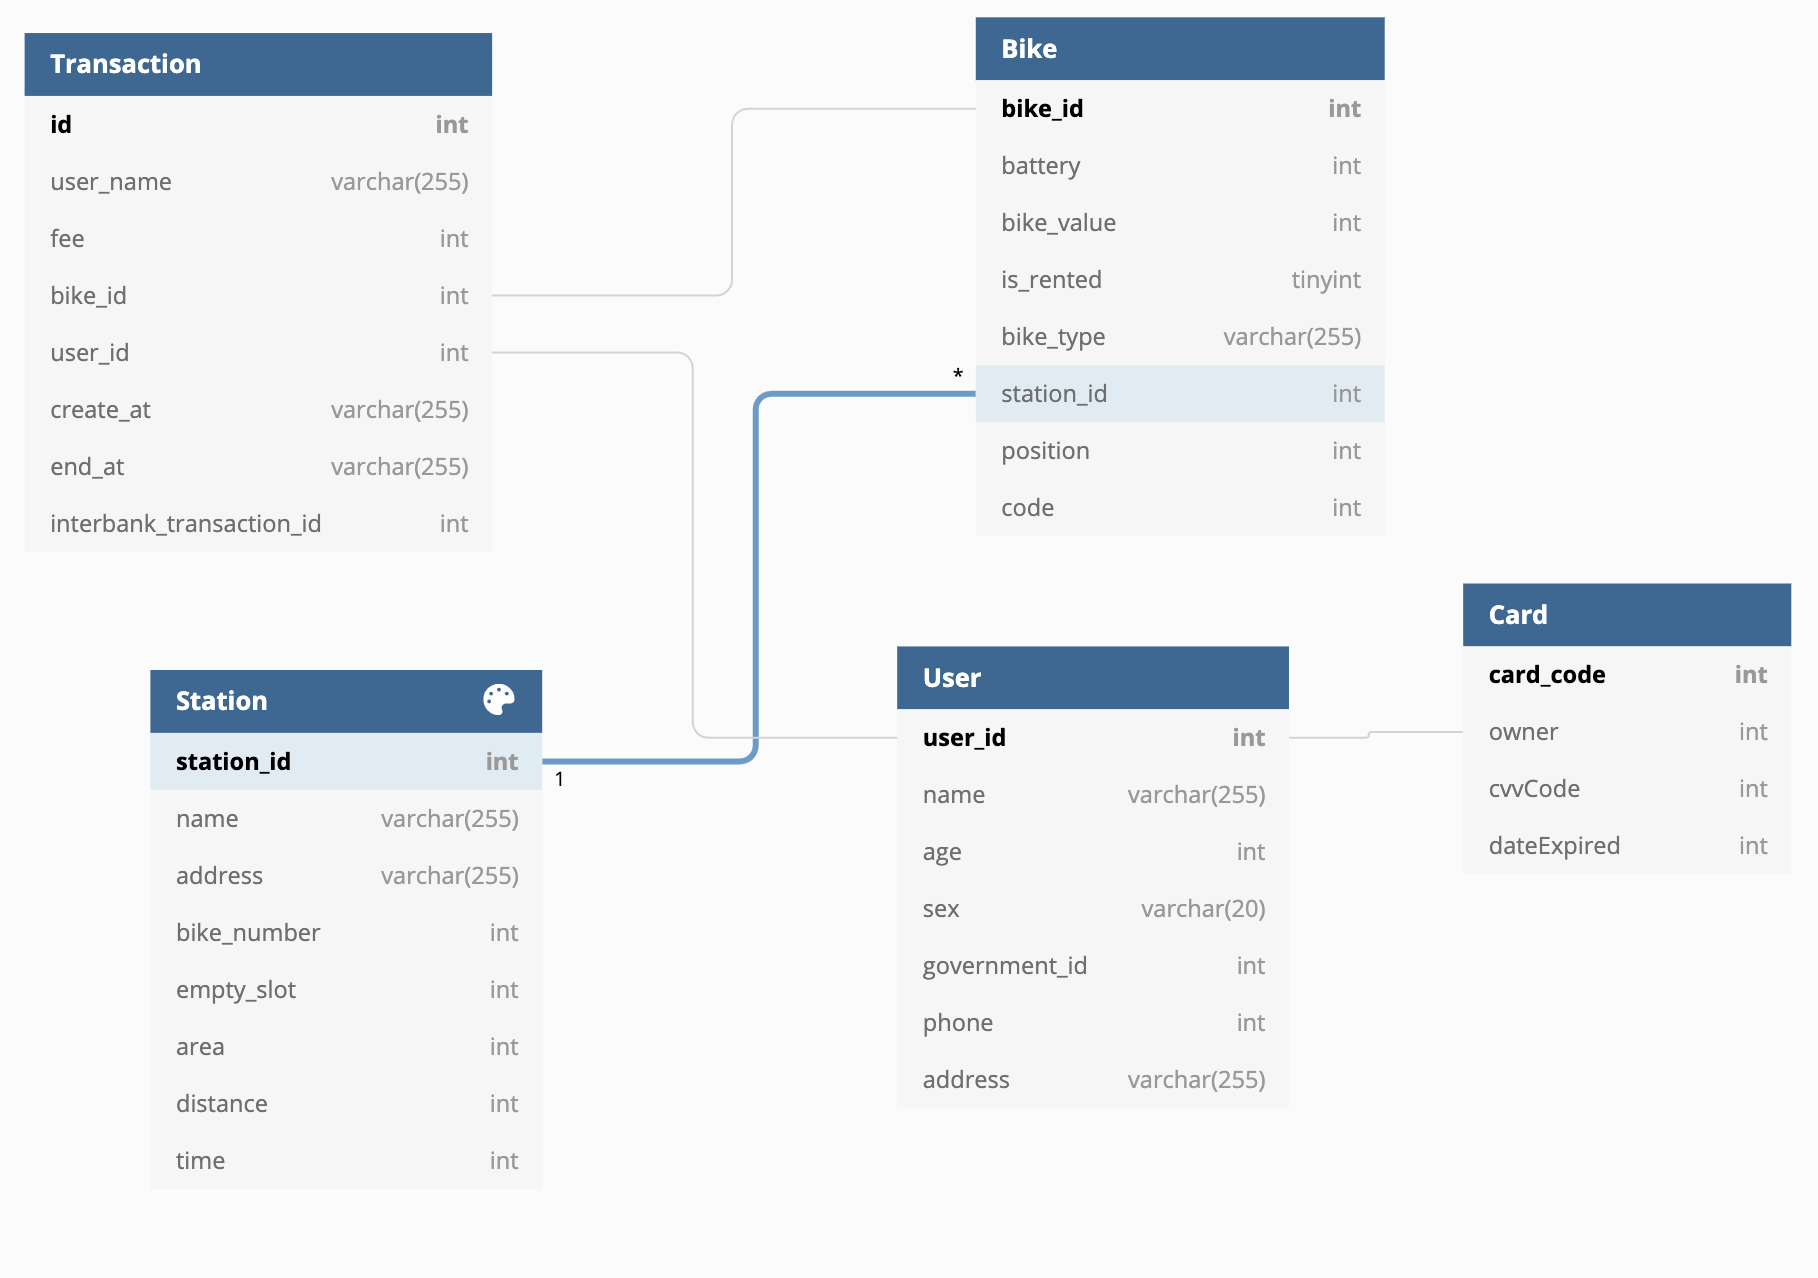 Transaction
id int
user_name varchar(255)
fee int
bike_id int
user_id int
create_at varchar(255)
end_at varchar(255)
interbank_transaction_id int
Bike
bike_id int
battery int
bike_value int
is_rented tinyint
bike_type varchar(255)
*
station_id int
position int
code int
Station
station_id int
1
name varchar(255)
address varchar(255)
bike_number int
empty_slot int
area int
distance int
time int
User
user_id int
name varchar(255)
age int
sex varchar(20)
government_id int
phone int
address varchar(255)
Card
card_code int
owner int
cvvCode int
dateExpired int